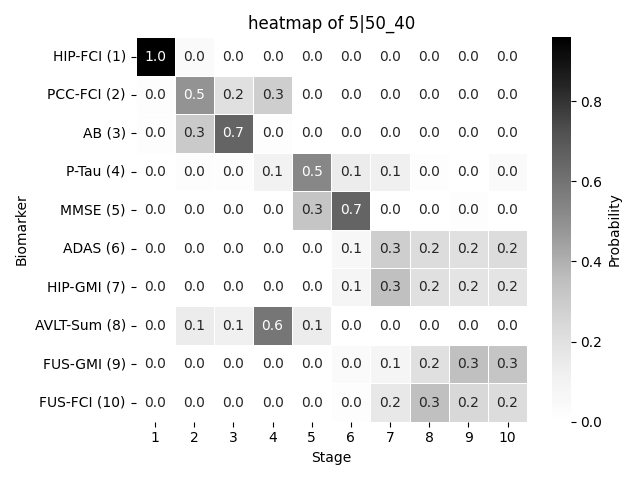 heatmap of 5|50_40
HIP-FCI (1) 1.0 0.0 0.0 0.0 0.0 0.0 0.0 0.0 0.0 0.0
PCC-FCI (2) 0.0 0.5 0.2 0.3 0.0 0.0 0.0 0.0 0.0 0.0
AB (3) 0.0 0.3 0.7 0.0 0.0 0.0 0.0 0.0 0.0 0.0
P-Tau (4) 0.0 0.0 0.0 0.1 0.5 0.1 0.1 0.0 0.0 0.0
MMSE (5) 0.0 0.0 0.0 0.0 0.3 0.7 0.0 0.0 0.0 0.0
ADAS (6) 0.0 0.0 0.0 0.0 0.0 0.1 0.3 0.2 0.2 0.2
HIP-GMI (7) 0.0 0.0 0.0 0.0 0.0 0.1 0.3 0.2 0.2 0.2
AVLT-Sum (8) 0.0 0.1 0.1 0.6 0.1 0.0 0.0 0.0 0.0 0.0
FUS-GMI (9) 0.0 0.0 0.0 0.0 0.0 0.0 0.1 0.2 0.3 0.3
FUS-FCI (10) 0.0 0.0 0.0 0.0 0.0 0.0 0.2 0.3 0.2 0.2
1 2 3 4 5 6 7 8 9 10
Stage
Biomarker
0.8
0.6
0.4
0.2
0.0
Probability